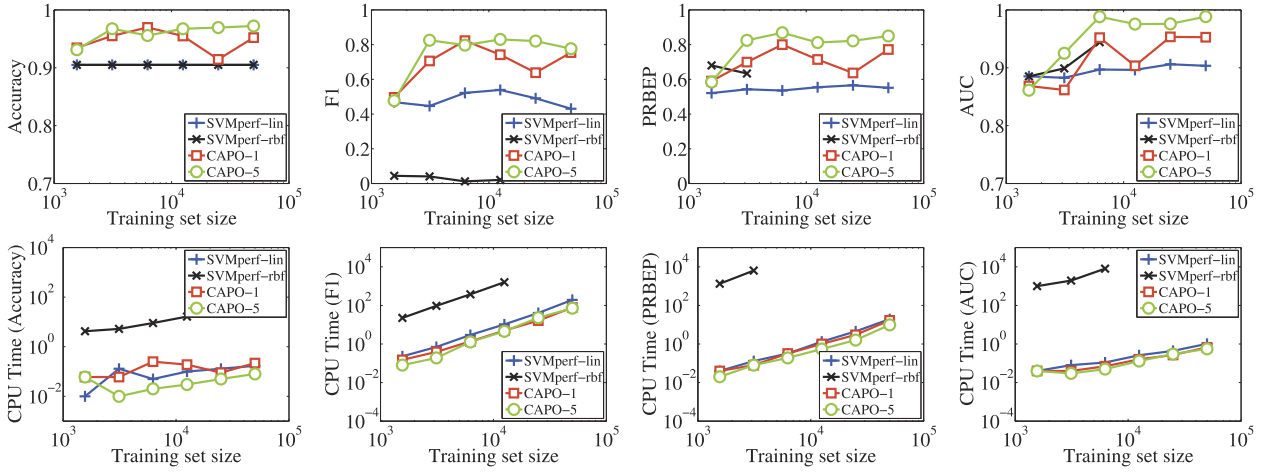 Accuracy
1
0.9
0.8
0.7
10^3
10^4
10^5
Training set size
SVMperf-lin
SVMperf-rbf
CAPO-1
CAPO-5
F1
1
0.8
0.6
0.4
0.2
0
10^3
10^4
10^5
Training set size
SVMperf-lin
SVMperf-rbf
CAPO-1
CAPO-5
PRBEP
1
0.8
0.6
0.4
0.2
0
10^3
10^4
10^5
Training set size
SVMperf-lin
SVMperf-rbf
CAPO-1
CAPO-5
AUC
1
0.9
0.8
0.7
10^3
10^4
10^5
Training set size
SVMperf-lin
SVMperf-rbf
CAPO-1
CAPO-5
CPU Time (Accuracy)
10^4
10^2
10^0
10^-2
10^3
10^4
10^5
Training set size
SVMperf-lin
SVMperf-rbf
CAPO-1
CAPO-5
CPU Time (F1)
10^4
10^2
10^0
10^-2
10^-4
10^3
10^4
10^5
Training set size
SVMperf-lin
SVMperf-rbf
CAPO-1
CAPO-5
CPU Time (PRBEP)
10^4
10^2
10^0
10^-2
10^-4
10^3
10^4
10^5
Training set size
SVMperf-lin
SVMperf-rbf
CAPO-1
CAPO-5
CPU Time (AUC)
10^4
10^2
10^0
10^-2
10^-4
10^3
10^4
10^5
Training set size
SVMperf-lin
SVMperf-rbf
CAPO-1
CAPO-5